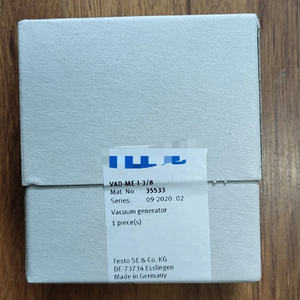 VAD-ME-I-3/8
Mat. No.: 35533
Series: 09-2020 :02
Vacuum generator
1 piece(s)
Festo SE & Co. KG
DE-73734 Esslingen
Made in Germany